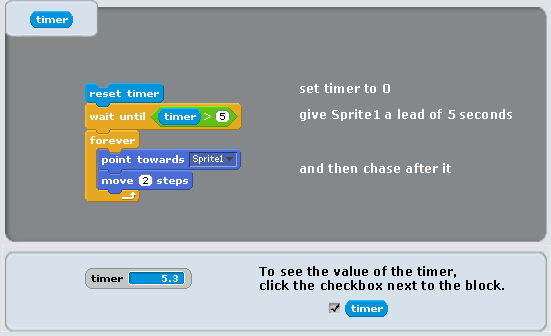 timer
reset timer
set timer to 0
wait until timer > 5
give Sprite1 a lead of 5 seconds
forever
point towards Sprite1
and then chase after it
move 2 steps
timer 5.3
To see the value of the timer,
click the checkbox next to the block.
timer